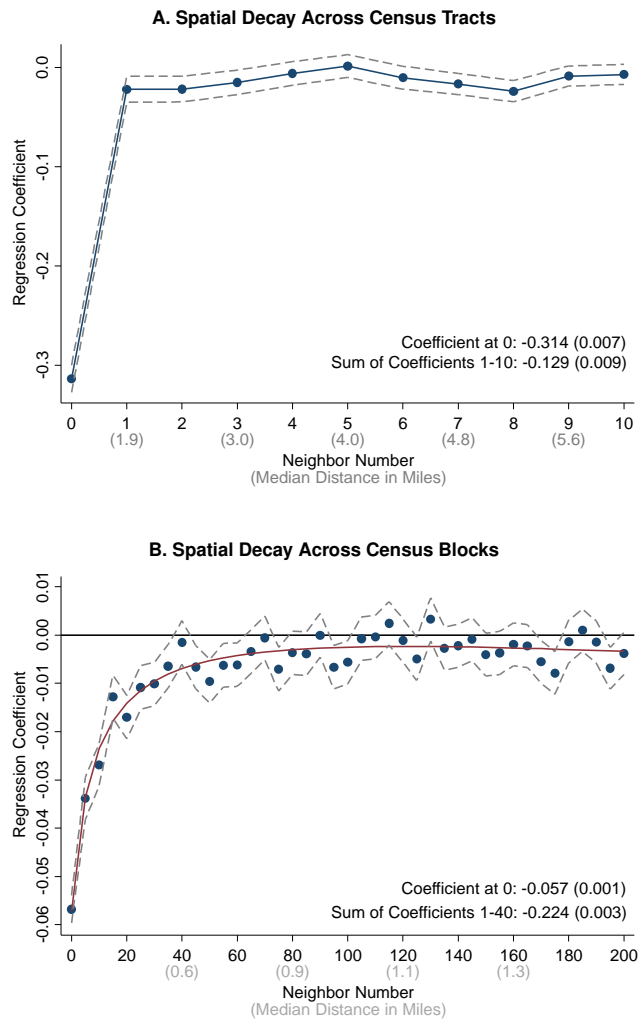 A. Spatial Decay Across Census Tracts
0.0
-0.1
-0.2
-0.3
Regression Coefficient
Coefficient at 0: -0.314 (0.007)
Sum of Coefficients 1-10: -0.129 (0.009)
0 1 2 3 4 5 6 7 8 9 10
(1.9) (3.0) (4.0) (4.8) (5.6)
Neighbor Number
(Median Distance in Miles)
B. Spatial Decay Across Census Blocks
0.01
0.00
-0.01
-0.02
-0.03
-0.04
-0.05
-0.06
Regression Coefficient
Coefficient at 0: -0.057 (0.001)
Sum of Coefficients 1-40: -0.224 (0.003)
0 20 40 60 80 100 120 140 160 180 200
(0.6) (0.9) (1.1) (1.3)
Neighbor Number
(Median Distance in Miles)